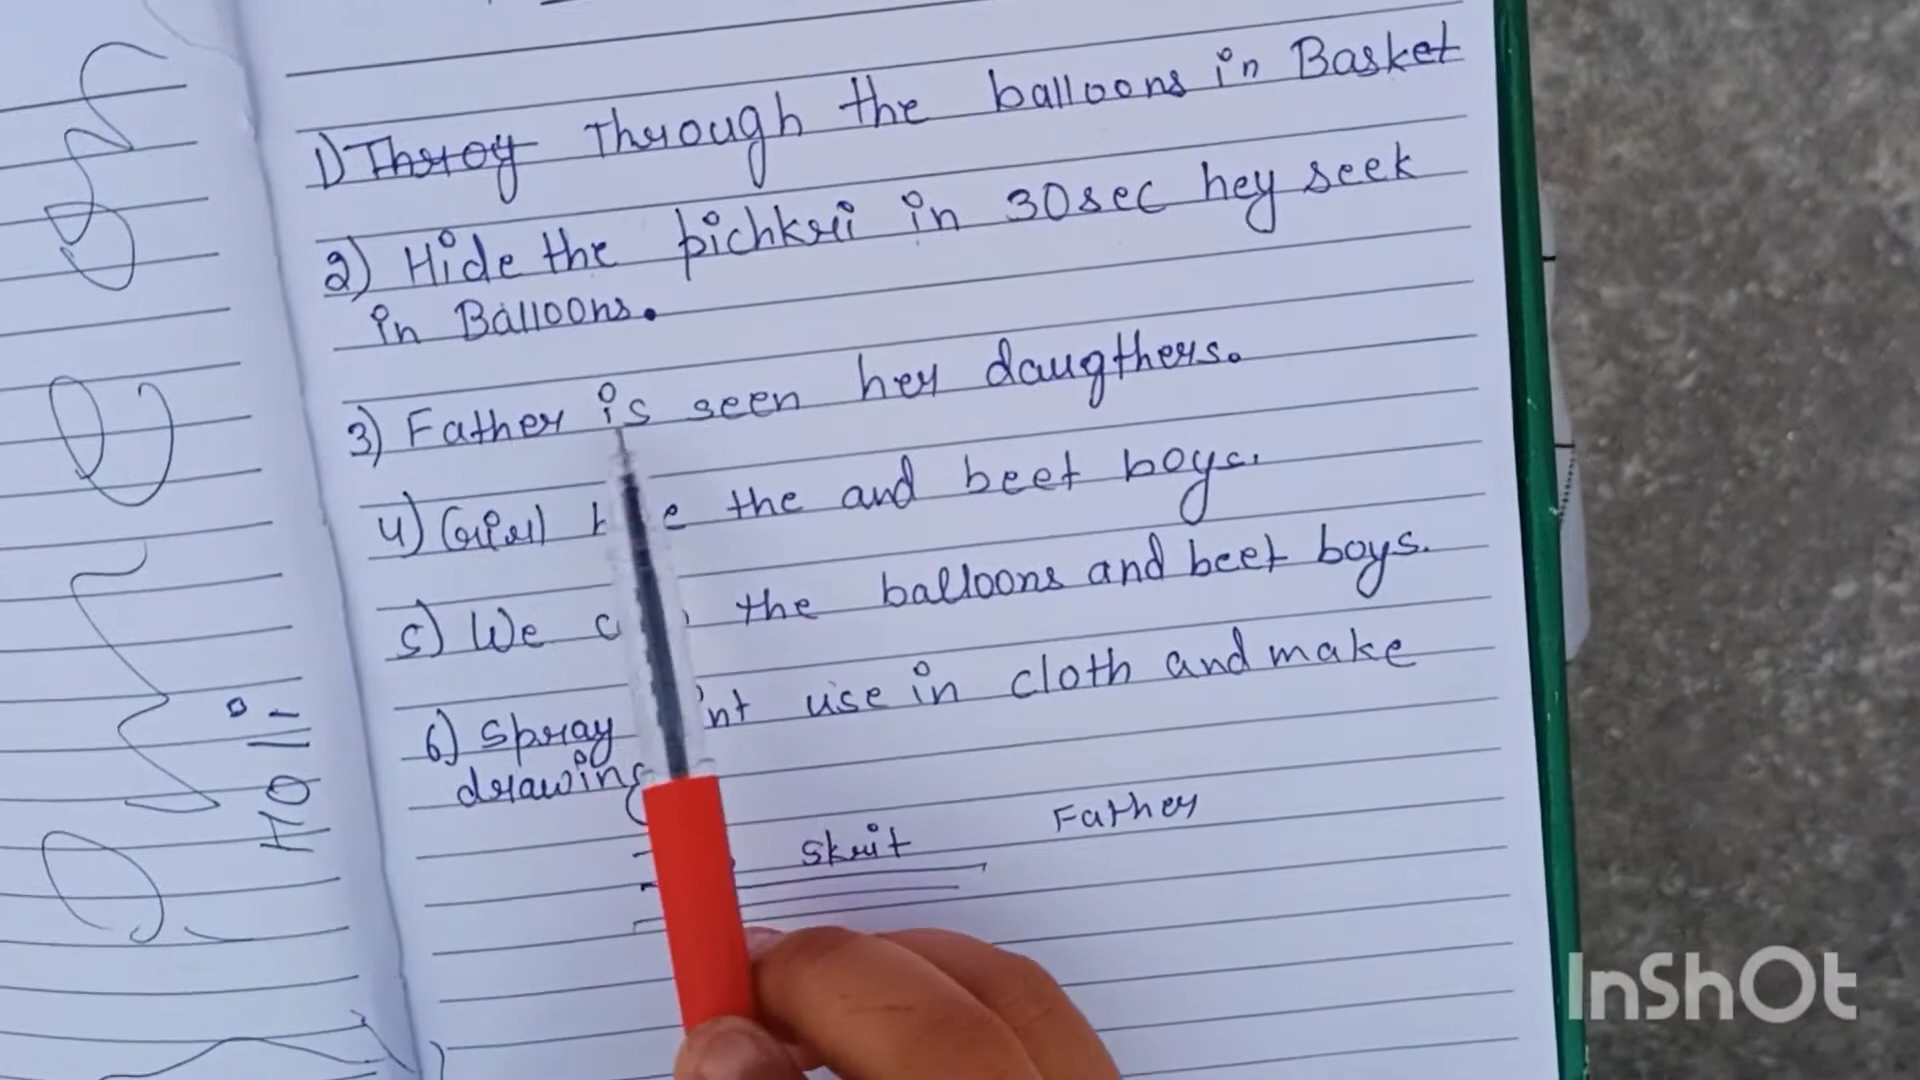 1) Throy Through the balloons in Basket
2) Hide the pichkri in 30sec hey seek
in Balloons.
3) Father is seen her daugthers.
4) Girl the and beet boys.
5) We the balloons and beet boys.
6) Spray use in cloth and make
drawing
Skrit Father
Holi
InShOt